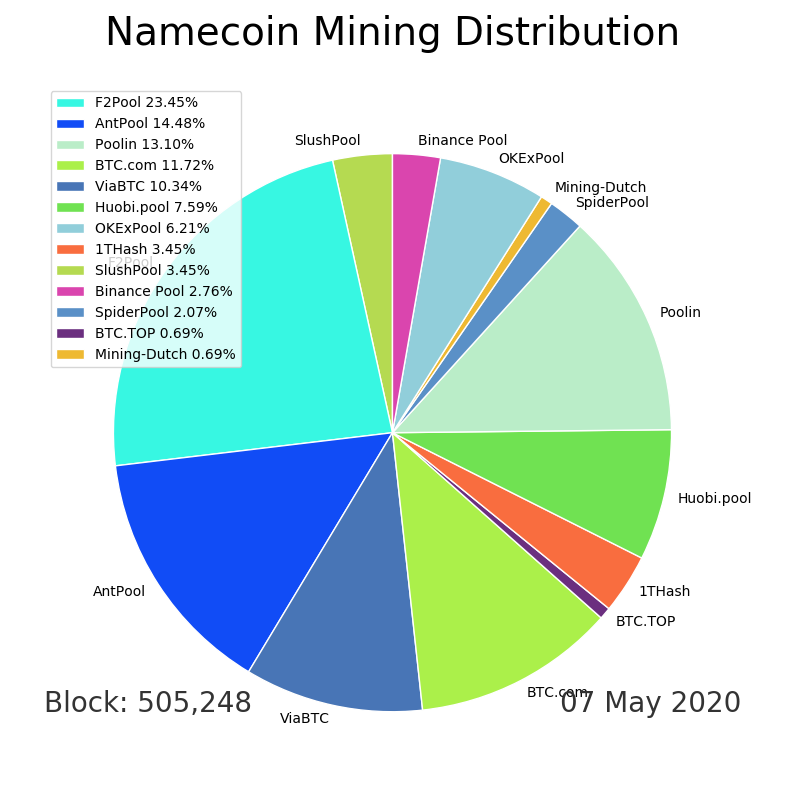 Namecoin Mining Distribution
F2Pool 23.45%
AntPool 14.48%
Poolin 13.10%
BTC.com 11.72%
ViaBTC 10.34%
Huobi.pool 7.59%
OKExPool 6.21%
1THash 3.45%
SlushPool 3.45%
Binance Pool 2.76%
SpiderPool 2.07%
BTC.TOP 0.69%
Mining-Dutch 0.69%
SlushPool
Binance Pool
OKExPool
Mining-Dutch
SpiderPool
F2Pool
Poolin
Huobi.pool
AntPool
1THash
BTC.TOP
BTC.com
ViaBTC
Block: 505,248
07 May 2020